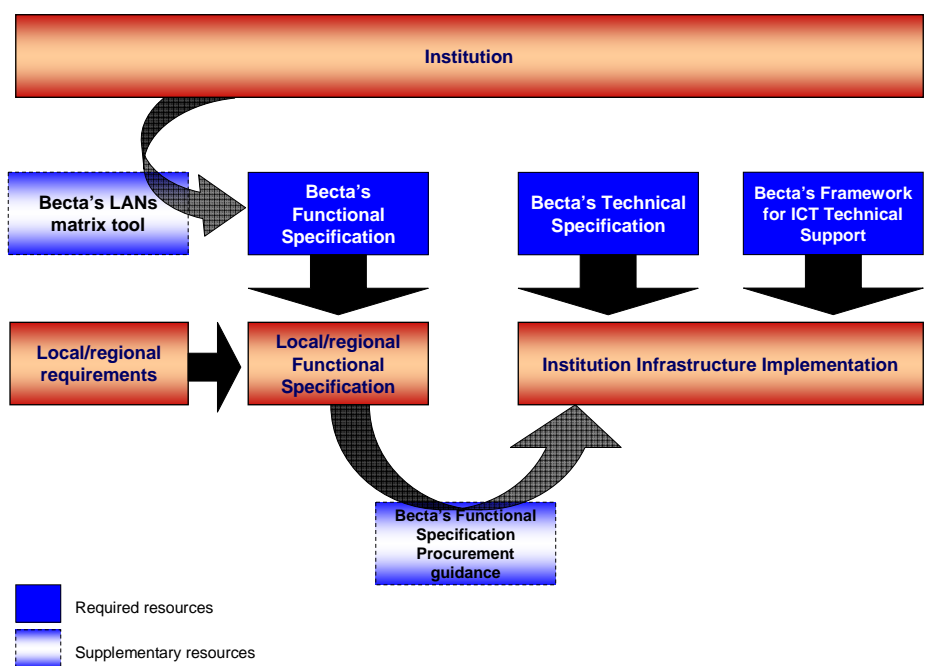 Institution
Becta's LANs
matrix tool
Becta's
Functional
Specification
Becta's Technical
Specification
Becta's Framework
for ICT Technical
Support
Local/regional
requirements
Local/regional
Functional
Specification
Institution Infrastructure Implementation
Becta's Functional
Specification
Procurement
guidance
Required resources
Supplementary resources